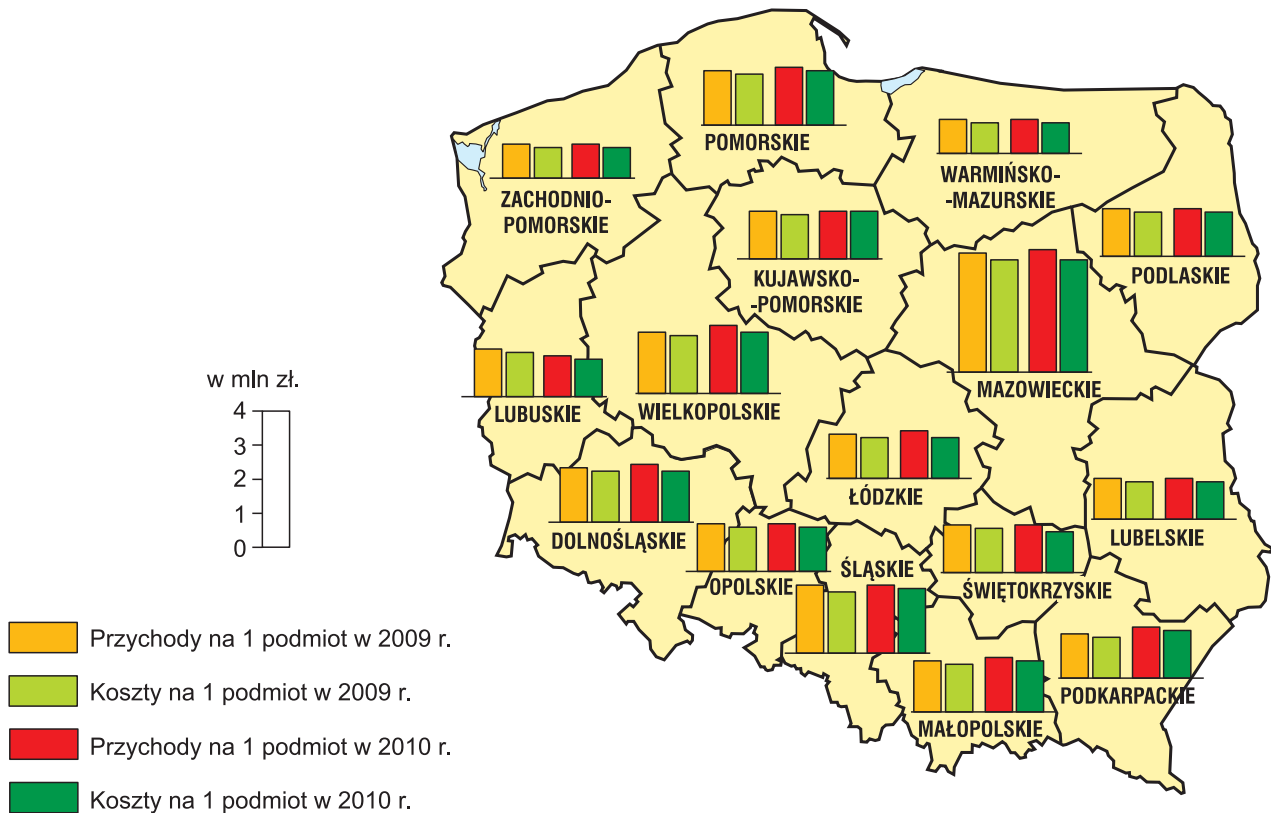 POMORSKIE
WARMIŃSKO-
-MAZURSKIE
ZACHODNIO-
POMORSKIE
PODLASKIE
KUJAWSKO-
-POMORSKIE
MAZOWIECKIE
LUBUSKIE
WIELKOPOLSKIE
ŁÓDZKIE
LUBELSKIE
DOLNOŚLĄSKIE
OPOLSKIE
ŚLĄSKIE
ŚWIĘTOKRZYSKIE
MAŁOPOLSKIE
PODKARPACKIE
w mln zł.
4
3
2
1
0
Przychody na 1 podmiot w 2009 r.
Koszty na 1 podmiot w 2009 r.
Przychody na 1 podmiot w 2010 r.
Koszty na 1 podmiot w 2010 r.